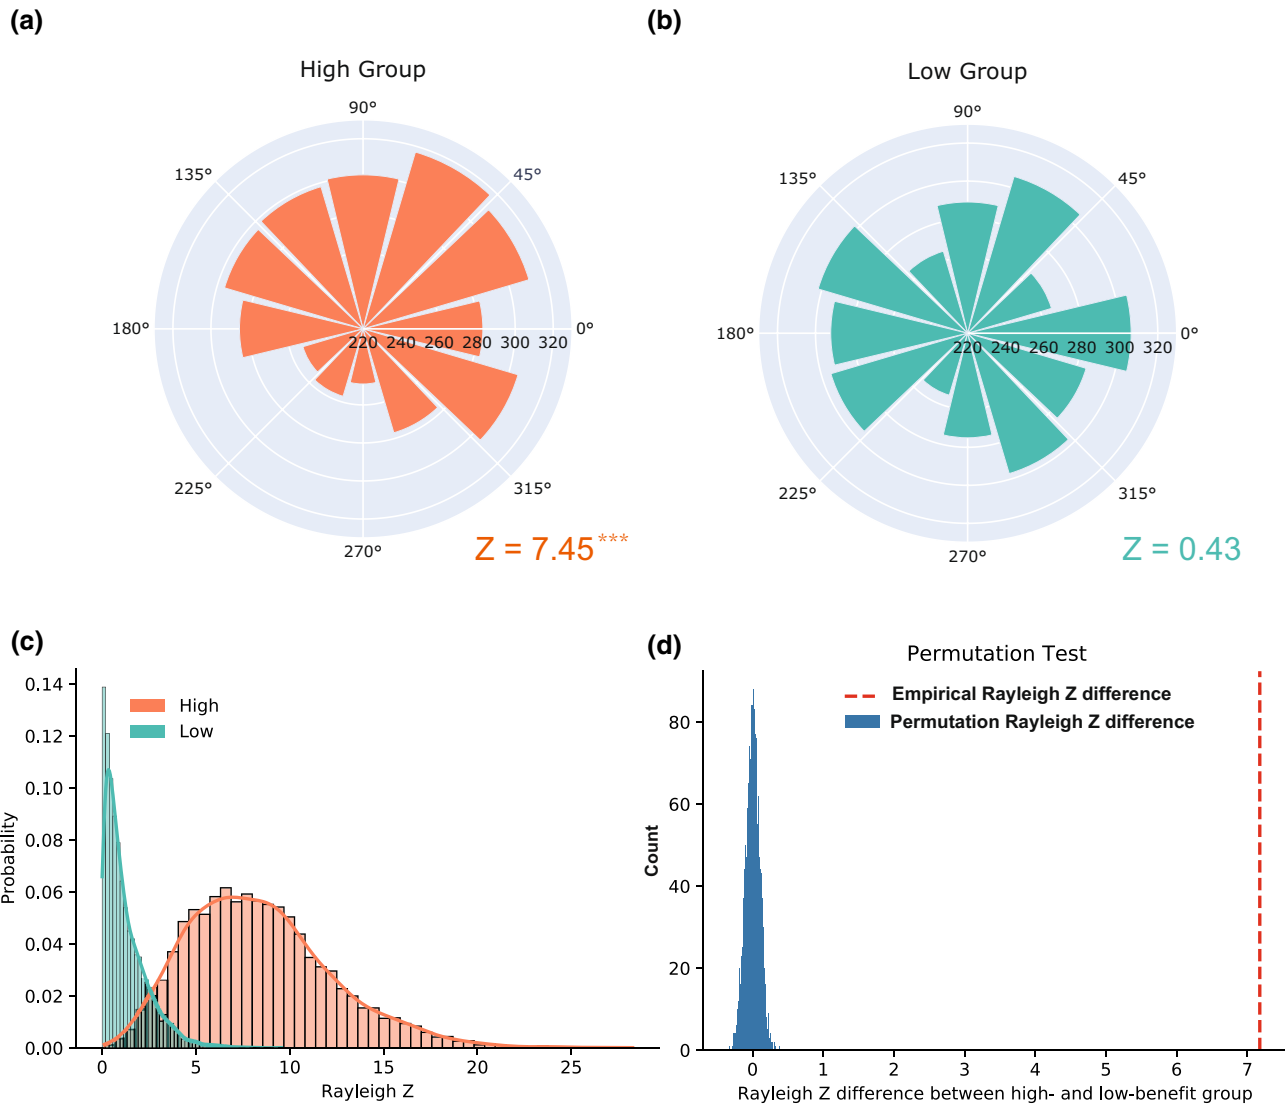 (a)
High Group
90°
135°
45°
180°
0°
220 240 260 280 300 320
225°
315°
270°
Z = 7.45***
(b)
Low Group
90°
135°
45°
180°
0°
220 240 260 280 300 320
225°
315°
270°
Z = 0.43
(c)
High
Low
Probability
0.14
0.12
0.10
0.08
0.06
0.04
0.02
0.00
0 5 10 15 20 25
Rayleigh Z
(d)
Permutation Test
Empirical Rayleigh Z difference
Permutation Rayleigh Z difference
Count
80
60
40
20
0
0 1 2 3 4 5 6 7
Rayleigh Z difference between high- and low-benefit group